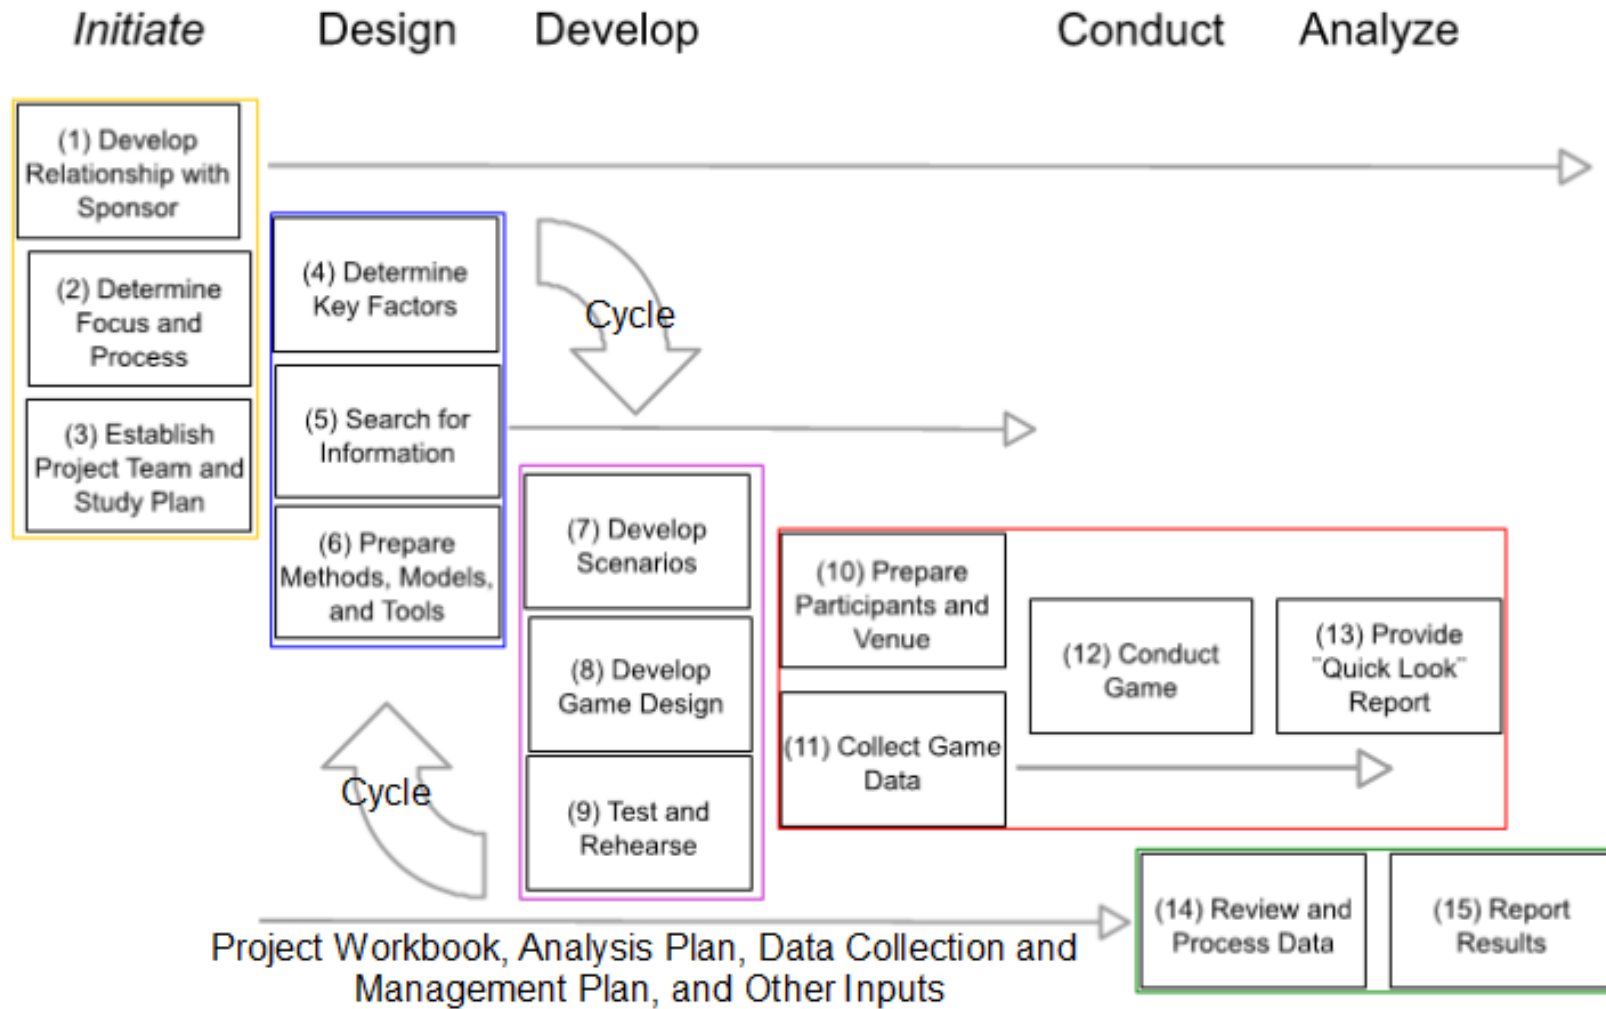 Initiate Design Develop Conduct Analyze
(1) Develop
Relationship with
Sponsor
(2) Determine
Focus and
Process
(3) Establish
Project Team and
Study Plan
(4) Determine
Key Factors
(5) Search for
Information
(6) Prepare
Methods, Models,
and Tools
Cycle
(7) Develop
Scenarios
(8) Develop
Game Design
(9) Test and
Rehearse
Cycle
(10) Prepare
Participants and
Venue
(11) Collect Game
Data
(12) Conduct
Game
(13) Provide
¨Quick Look¨
Report
(14) Review and
Process Data
(15) Report
Results
Project Workbook, Analysis Plan, Data Collection and
Management Plan, and Other Inputs